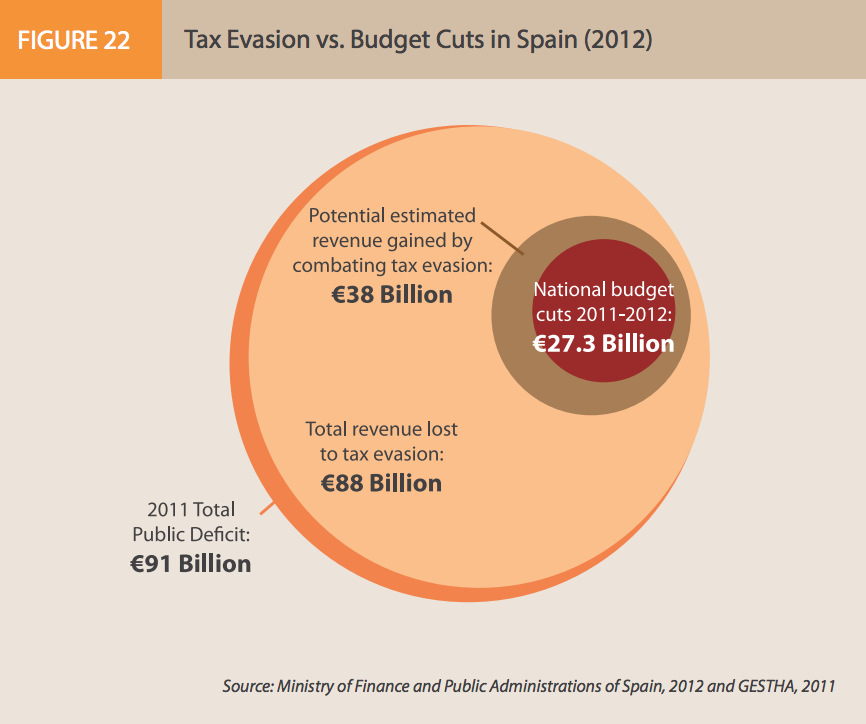 FIGURE 22
Tax Evasion vs. Budget Cuts in Spain (2012)
Potential estimated
revenue gained by
combating tax evasion:
€38 Billion
National budget
cuts 2011-2012:
€27.3 Billion
Total revenue lost
to tax evasion:
€88 Billion
2011 Total
Public Deficit:
€91 Billion
Source: Ministry of Finance and Public Administrations of Spain, 2012 and GESTHA, 2011